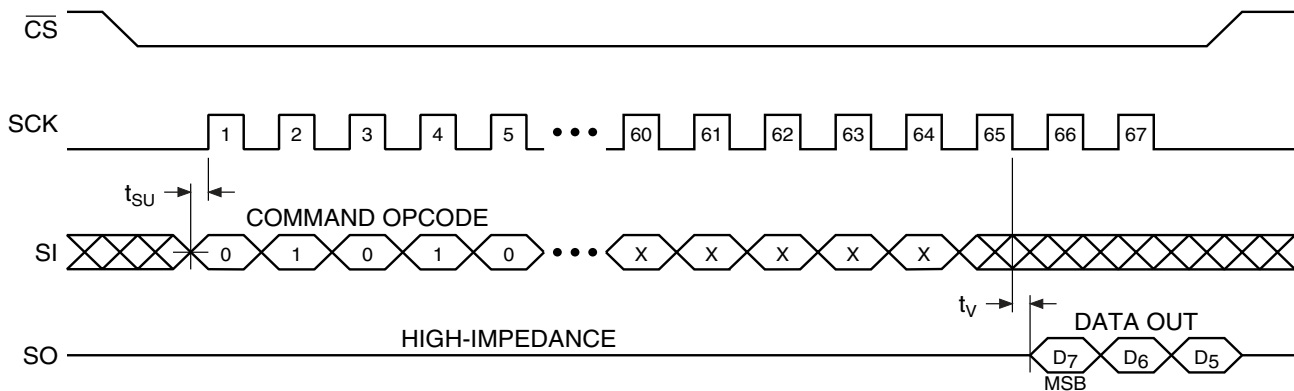 CS
SCK 1 2 3 4 5 ••• 60 61 62 63 64 65 66 67
tSU
COMMAND OPCODE
SI 0 1 0 1 0 ••• X X X X X
tV
HIGH-IMPEDANCE
DATA OUT
SO D7 D6 D5
MSB